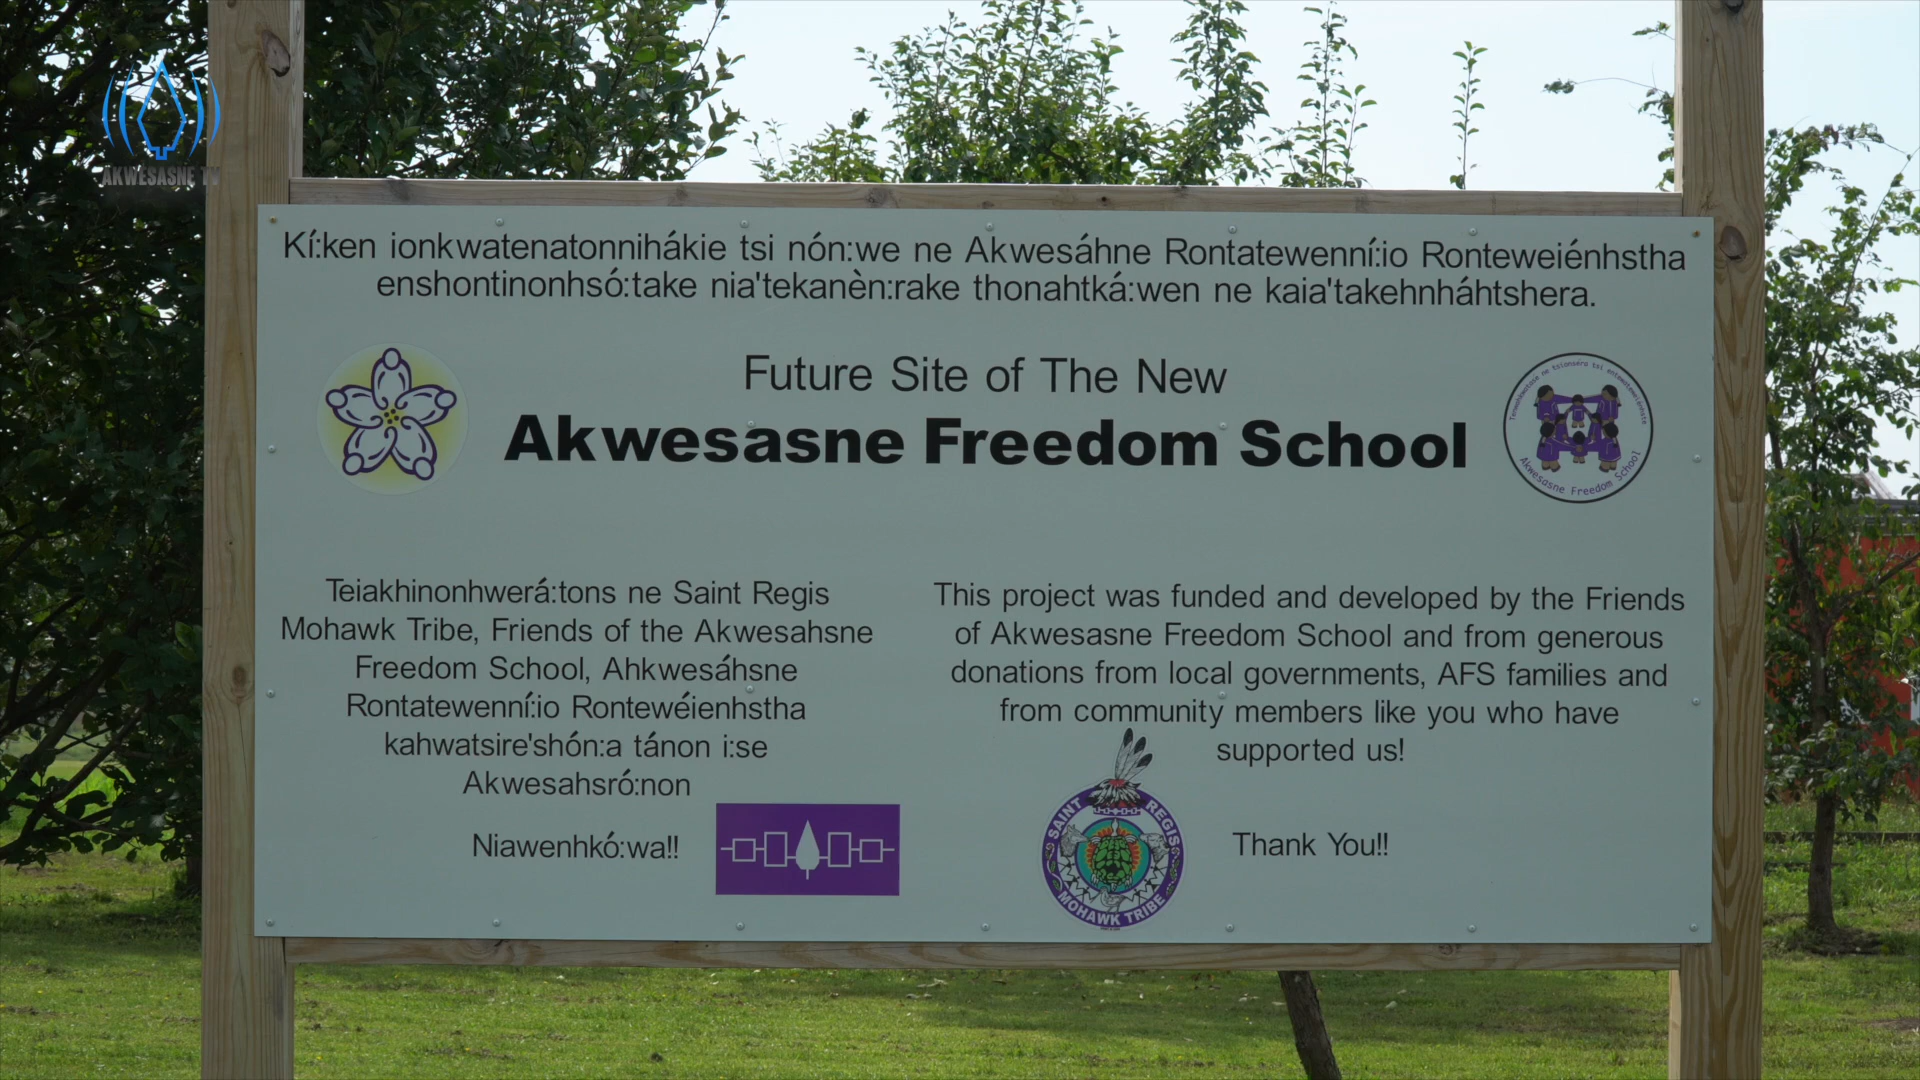 AKWESASNE TV
Kí:ken ionkwatenatonnihákie tsi nón:we ne Akwesáhne Rontatewenní:io Ronteweiénhstha
enshontinonhsó:take nia'tekanèn:rake thonahtká:wen ne kaia'takehnháhtshera.
Future Site of The New
Akwesasne Freedom School
Akwesasne Freedom School
Teiakhinonhwerá:tons ne Saint Regis
Mohawk Tribe, Friends of the Akwesahsne
Freedom School, Ahkwesáhsne
Rontatewenní:io Rontewéienhstha
kahwatsire'shón:a tánon i:se
Akwesahsró:non
Niawenhkó:wa!!
This project was funded and developed by the Friends
of Akwesasne Freedom School and from generous
donations from local governments, AFS families and
from community members like you who have
supported us!
SAINT REGIS
MOHAWK TRIBE
Thank You!!